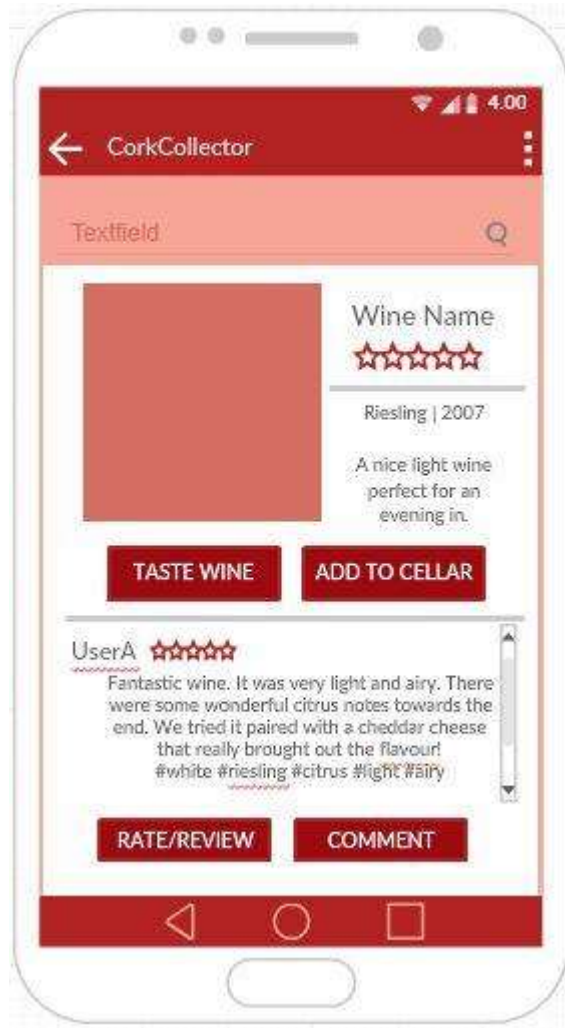 4.00
CorkCollector
Textfield
Wine Name
Riesling | 2007
A nice light wine
perfect for an
evening in.
TASTE WINE
ADD TO CELLAR
UserA
Fantastic wine. It was very light and airy. There
were some wonderful citrus notes towards the
end. We tried it paired with a cheddar cheese
that really brought out the flavour!
#white #riesling #citrus #light #airy
RATE/REVIEW
COMMENT